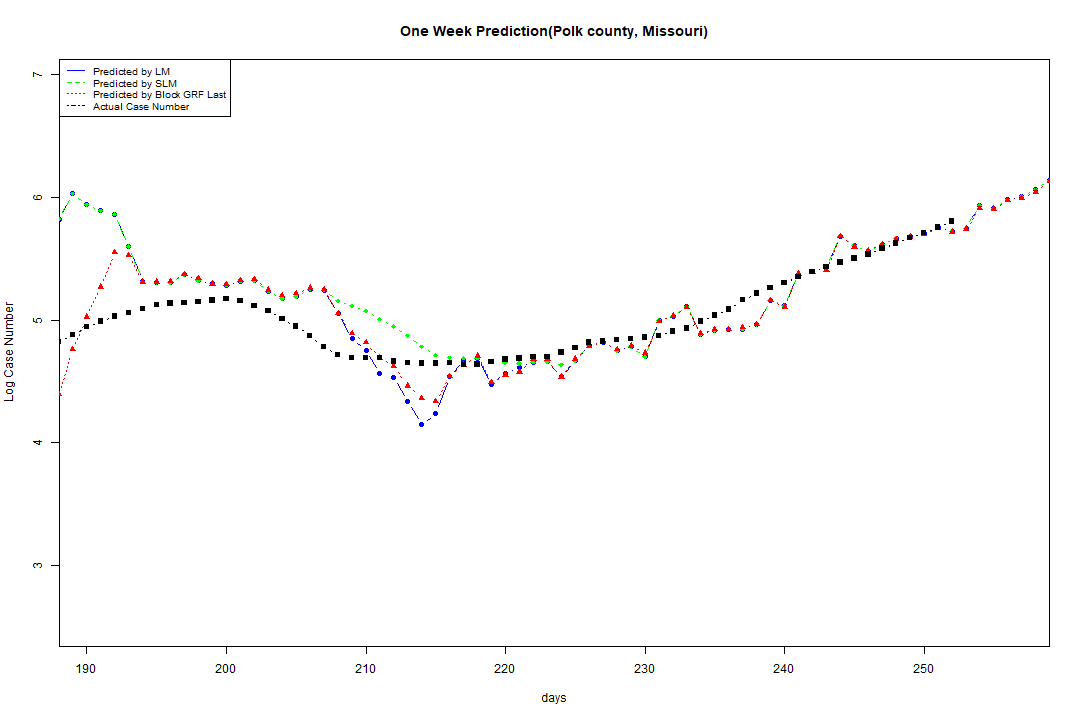 One Week Prediction(Polk county, Missouri)
Predicted by LM
Predicted by SLM
Predicted by Block GRF Last
Actual Case Number
7
6
5
4
3
Log Case Number
190 200 210 220 230 240 250
days